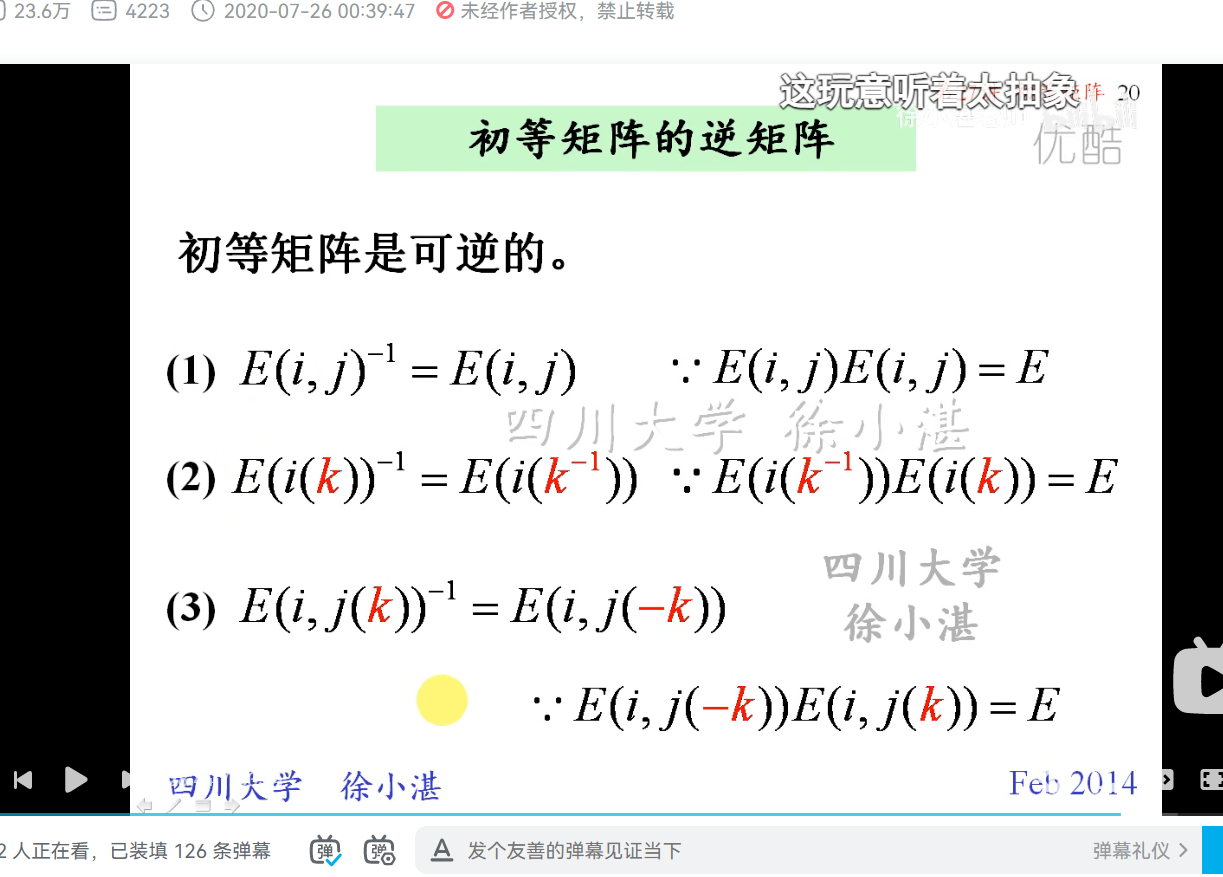 23.6万 4223 2020-07-26 00:39:47 未经作者授权，禁止转载
这玩意听着太抽象 阵 20
优酷
初等矩阵的逆矩阵
初等矩阵是可逆的。
(1) E(i, j)⁻¹ = E(i, j) ∵ E(i, j)E(i, j) = E
四川大学 徐小湛
(2) E(i(k))⁻¹ = E(i(k⁻¹)) ∵ E(i(k⁻¹))E(i(k)) = E
四川大学
徐小湛
(3) E(i, j(k))⁻¹ = E(i, j(−k))
∵ E(i, j(−k))E(i, j(k)) = E
四川大学 徐小湛 Feb 2014
2 人正在看，已装填 126 条弹幕 弹 弹 A 发个友善的弹幕见证当下 弹幕礼仪 >